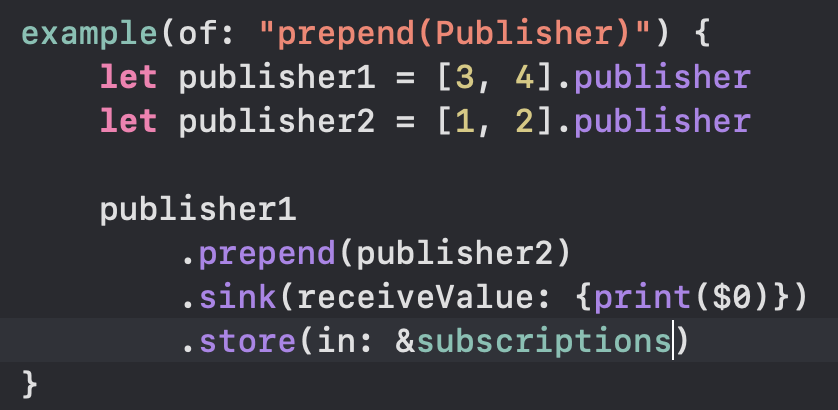 example(of: "prepend(Publisher)") {
    let publisher1 = [3, 4].publisher
    let publisher2 = [1, 2].publisher

    publisher1
        .prepend(publisher2)
        .sink(receiveValue: {print($0)})
        .store(in: &subscriptions)
}